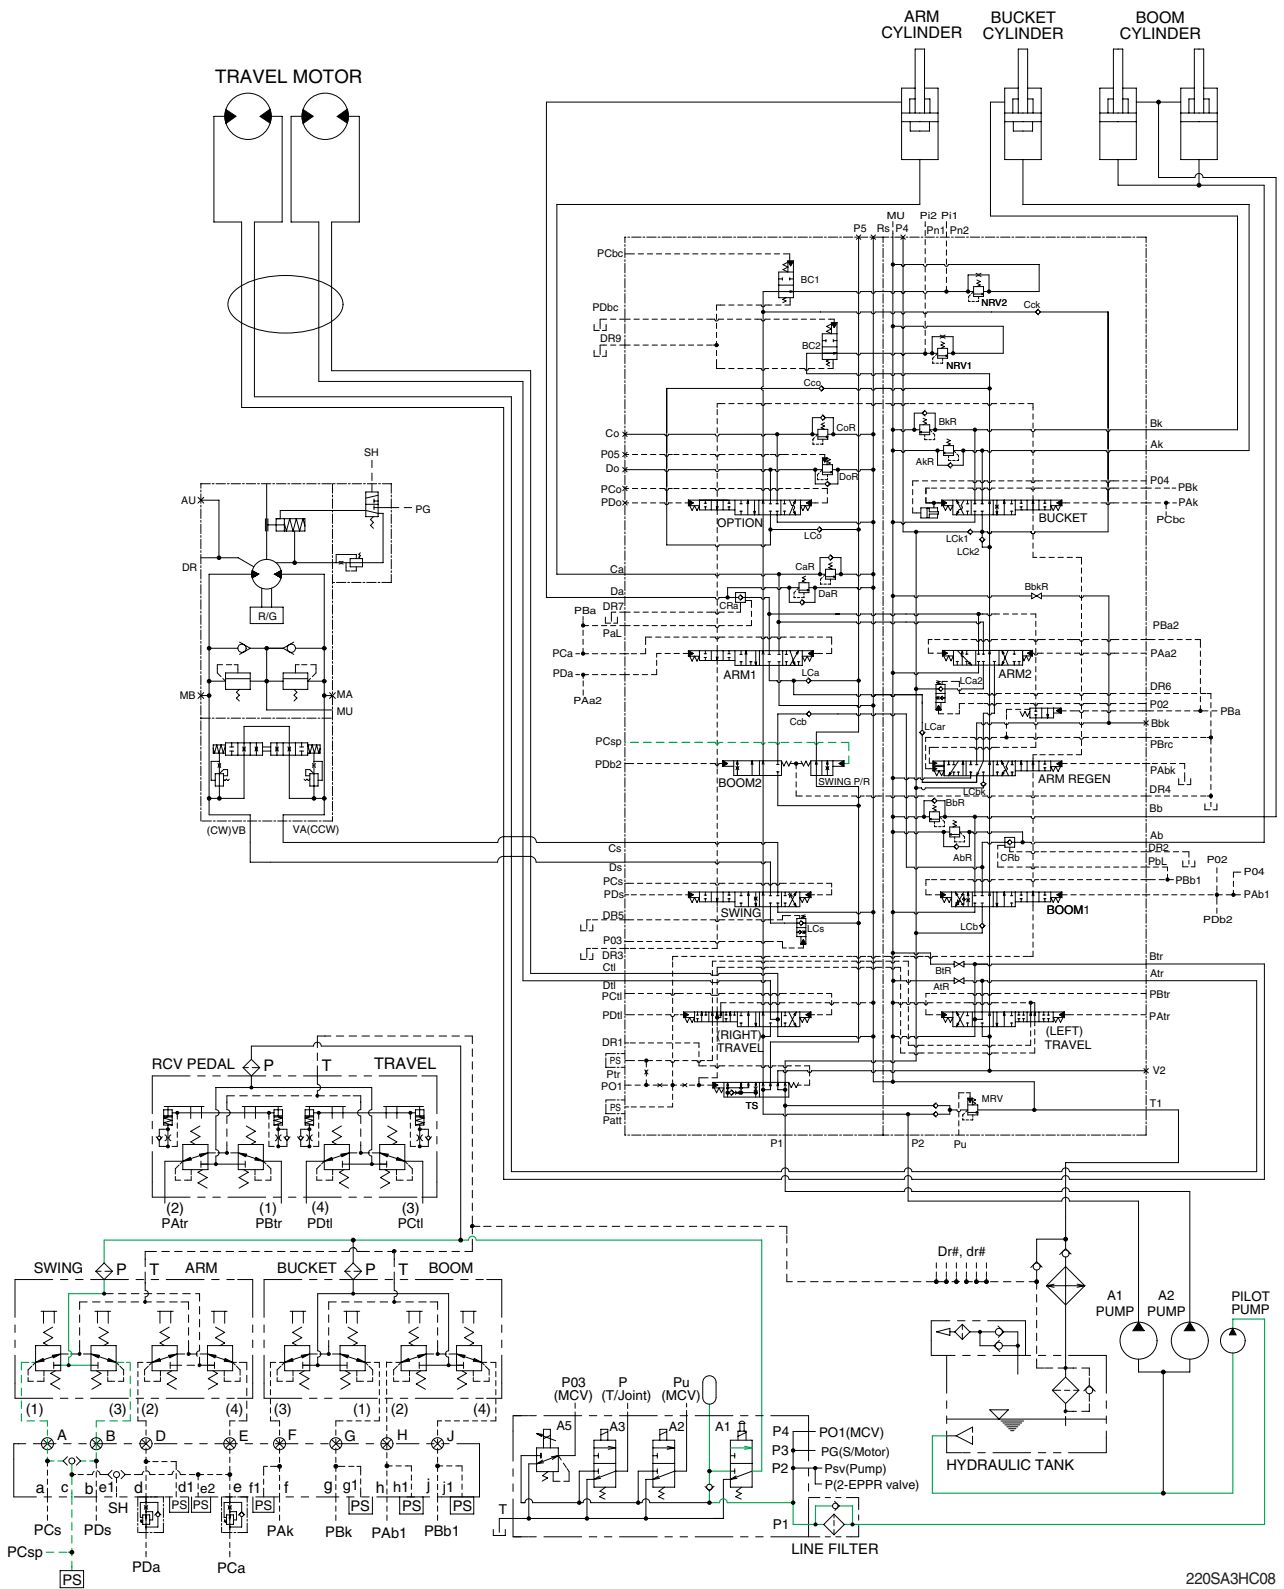 ARM
CYLINDER
BUCKET
CYLINDER
BOOM
CYLINDER
TRAVEL MOTOR
P5
Rs
MU
P4
Pi2
Pi1
Pn1
Pn2
PCbc
BC1
NRV2
Cck
PDbc
DR9
BC2
NRV1
Cco
Co
CoR
BkR
Bk
P05
AkR
Ak
Do
DoR
P04
PBk
PCo
PAk
PDo
OPTION
BUCKET
PCbc
LCo
LCk1
LCk2
SH
AU
PG
DR
R/G
MB
MA
MU
(CW)VB
VA(CCW)
Ca
CaR
Da
DaR
BbkR
DR7
CRa
PBa
PaL
PBa2
PCa
PAa2
PDa
ARM1
LCa
LCa2
ARM2
PAa2
DR6
P02
PBa
Ccb
LCar
Bbk
PCsp
PBrc
PDb2
BOOM2
SWING P/R
ARM REGEN
PAbk
LCbk
DR4
BbR
Bb
AbR
CRb
Ab
DR2
PbL
PBb1
P02
P04
PAb1
PDb2
Cs
Ds
PCs
PDs
SWING
BOOM1
DR5
LCs
LCb
P03
DR3
Ctl
BtR
Btr
Dtl
AtR
Atr
PCtl
PBtr
PDtl
(RIGHT)
TRAVEL
(LEFT)
TRAVEL
PAtr
DR1
PS
Ptr
PO1
PS
Patt
TS
V2
MRV
T1
P1
P2
Pu
RCV PEDAL
P
T
TRAVEL
(2)
(1)
(4)
(3)
PAtr
PBtr
PDtl
PCtl
SWING
P
T
ARM
BUCKET
P
T
BOOM
(1)
(3)
(2)
(4)
(3)
(1)
(2)
(4)
A
B
D
E
F
G
H
J
a
c
b
e1
d
d1
e2
e
f1
f
g
g1
h
h1
j
j1
SH
PS
PS
PS
PS
PS
PS
PCs
PDs
PAk
PBk
PAb1
PBb1
PCsp
PDa
PCa
PS
P03
(MCV)
P
(T/Joint)
Pu
(MCV)
A5
A3
A2
A1
P4
PO1(MCV)
P3
PG(S/Motor)
P2
Psv(Pump)
P(2-EPPR valve)
T
P1
LINE FILTER
Dr#, dr#
A1
PUMP
A2
PUMP
PILOT
PUMP
HYDRAULIC TANK
220SA3HC08